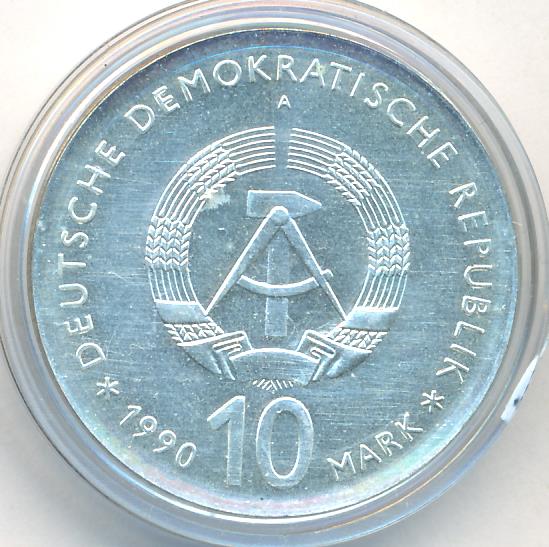 DEUTSCHE DEMOKRATISCHE REPUBLIK
A
* 1990 10 MARK *